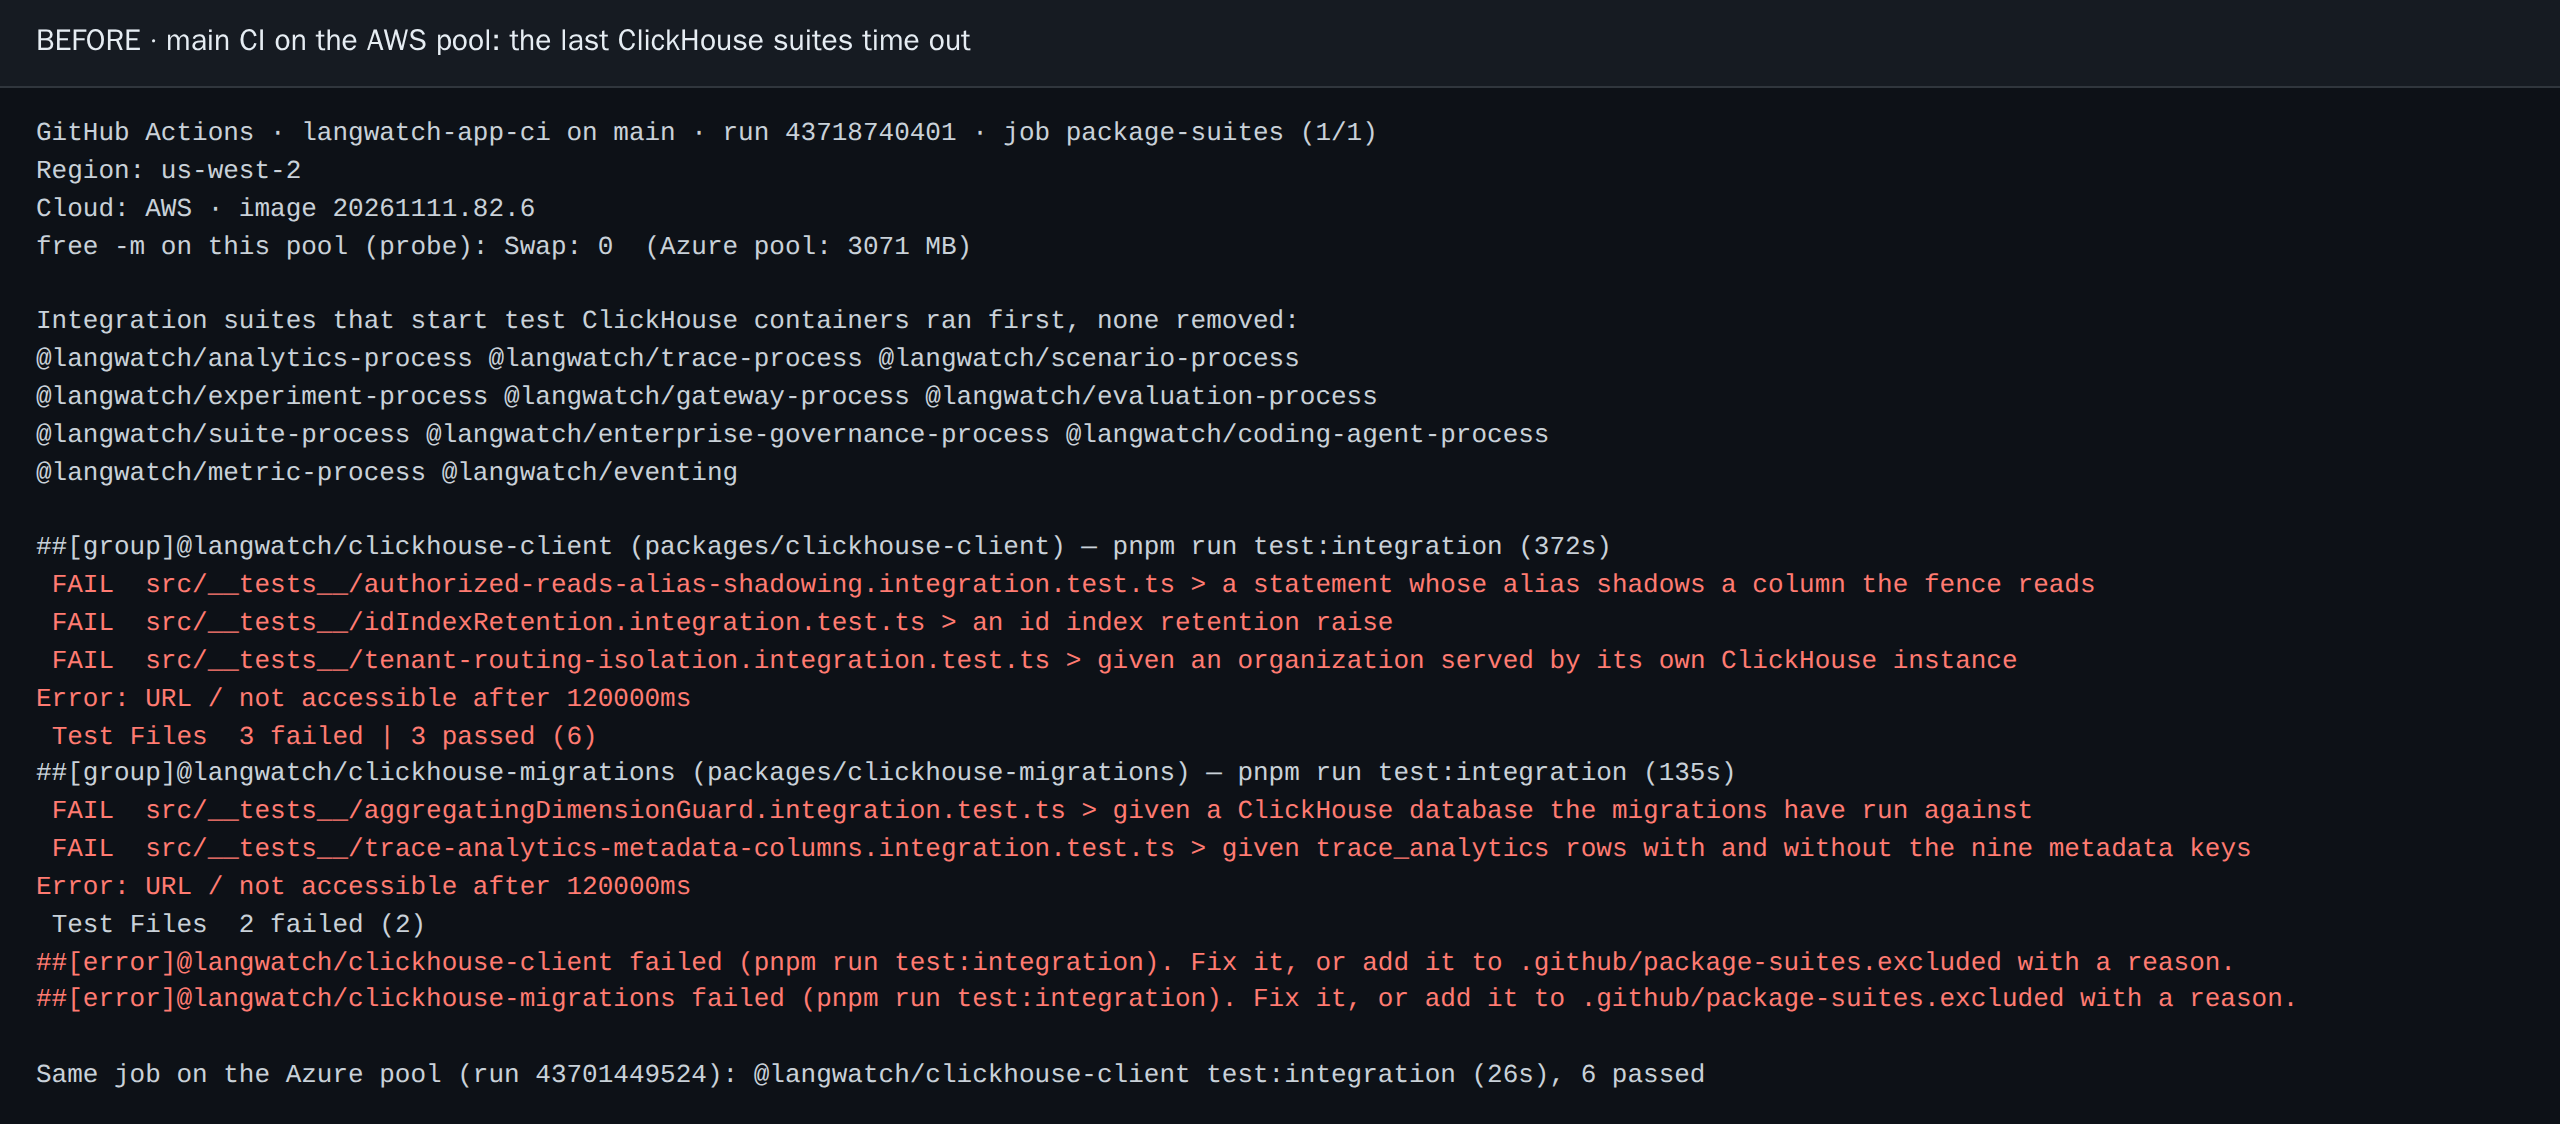 BEFORE · main CI on the AWS pool: the last ClickHouse suites time out
GitHub Actions · langwatch-app-ci on main · run 43718740401 · job package-suites (1/1)
Region: us-west-2
Cloud: AWS · image 20261111.82.6
free -m on this pool (probe): Swap: 0  (Azure pool: 3071 MB)
Integration suites that start test ClickHouse containers ran first, none removed:
@langwatch/analytics-process @langwatch/trace-process @langwatch/scenario-process
@langwatch/experiment-process @langwatch/gateway-process @langwatch/evaluation-process
@langwatch/suite-process @langwatch/enterprise-governance-process @langwatch/coding-agent-process
@langwatch/metric-process @langwatch/eventing
##[group]@langwatch/clickhouse-client (packages/clickhouse-client) — pnpm run test:integration (372s)
 FAIL  src/__tests__/authorized-reads-alias-shadowing.integration.test.ts > a statement whose alias shadows a column the fence reads
 FAIL  src/__tests__/idIndexRetention.integration.test.ts > an id index retention raise
 FAIL  src/__tests__/tenant-routing-isolation.integration.test.ts > given an organization served by its own ClickHouse instance
Error: URL / not accessible after 120000ms
 Test Files  3 failed | 3 passed (6)
##[group]@langwatch/clickhouse-migrations (packages/clickhouse-migrations) — pnpm run test:integration (135s)
 FAIL  src/__tests__/aggregatingDimensionGuard.integration.test.ts > given a ClickHouse database the migrations have run against
 FAIL  src/__tests__/trace-analytics-metadata-columns.integration.test.ts > given trace_analytics rows with and without the nine metadata keys
Error: URL / not accessible after 120000ms
 Test Files  2 failed (2)
##[error]@langwatch/clickhouse-client failed (pnpm run test:integration). Fix it, or add it to .github/package-suites.excluded with a reason.
##[error]@langwatch/clickhouse-migrations failed (pnpm run test:integration). Fix it, or add it to .github/package-suites.excluded with a reason.
Same job on the Azure pool (run 43701449524): @langwatch/clickhouse-client test:integration (26s), 6 passed